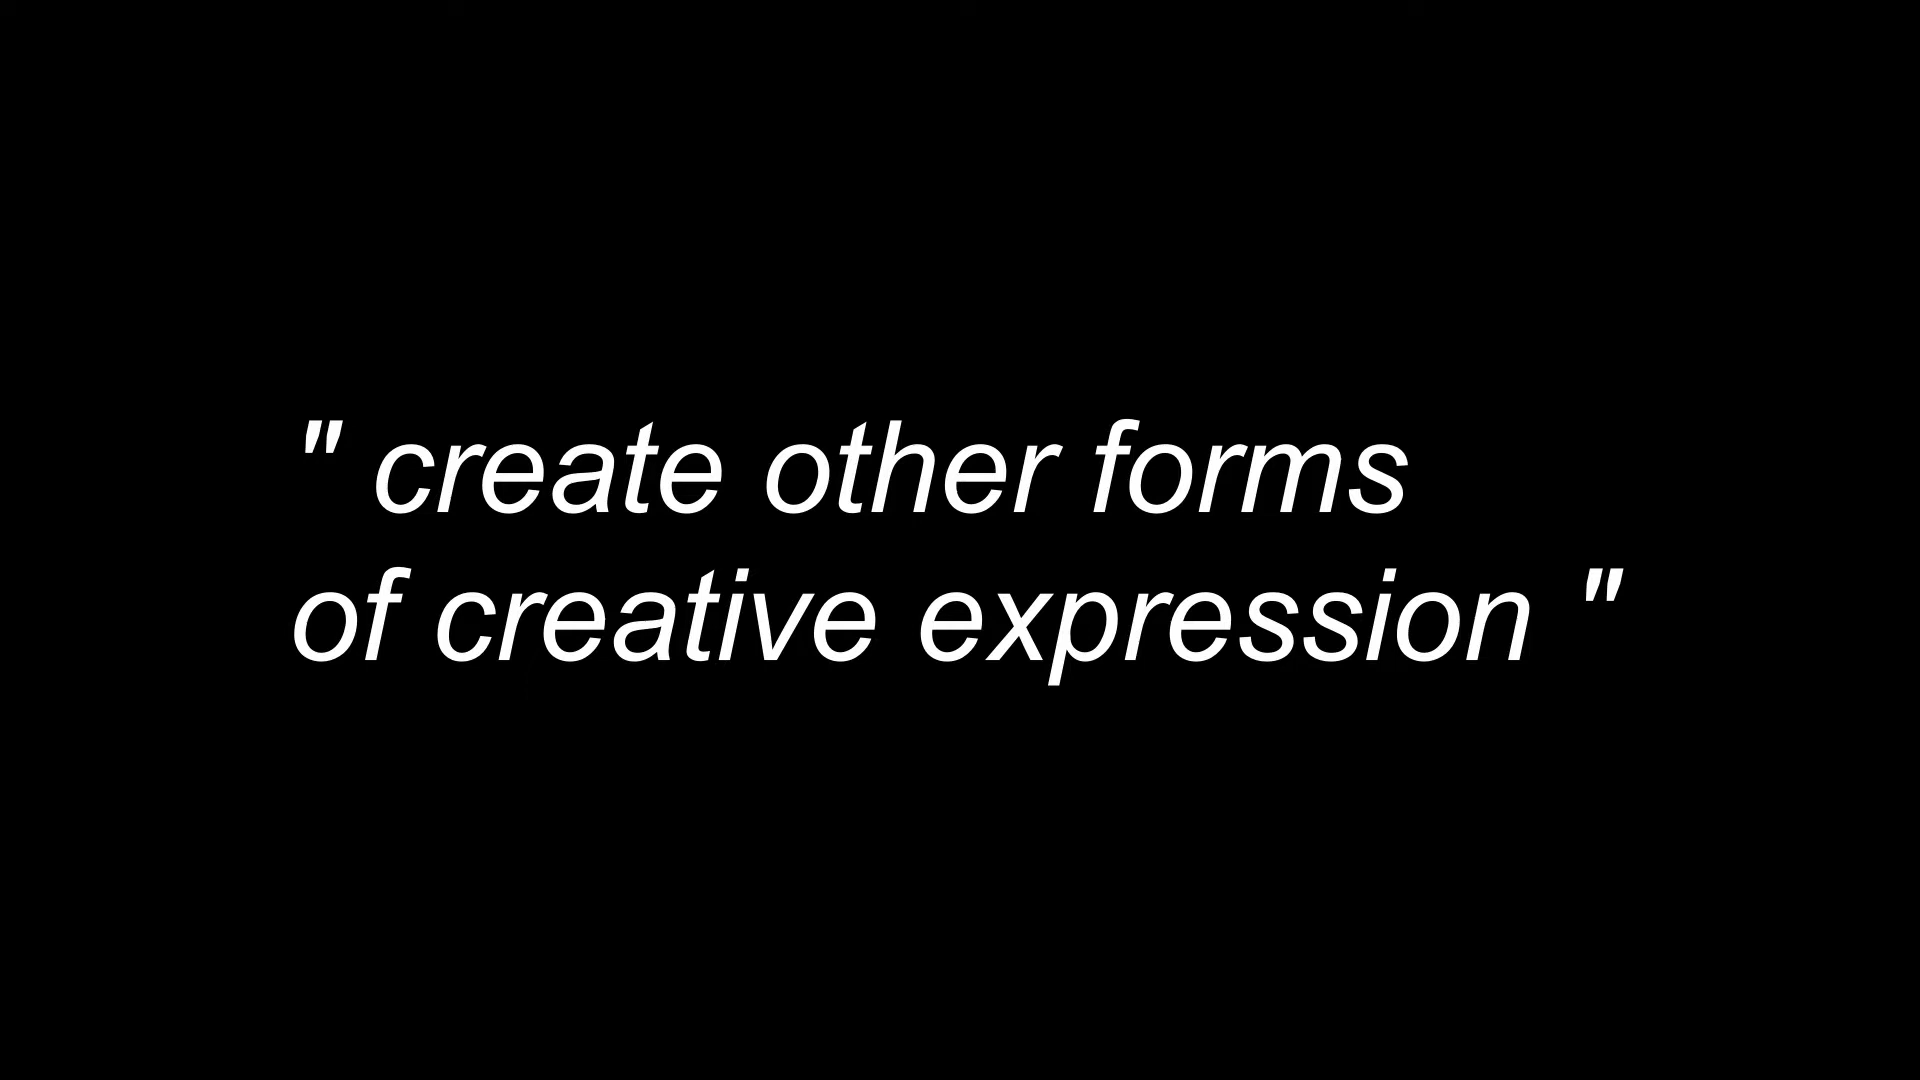 " create other forms
of creative expression "